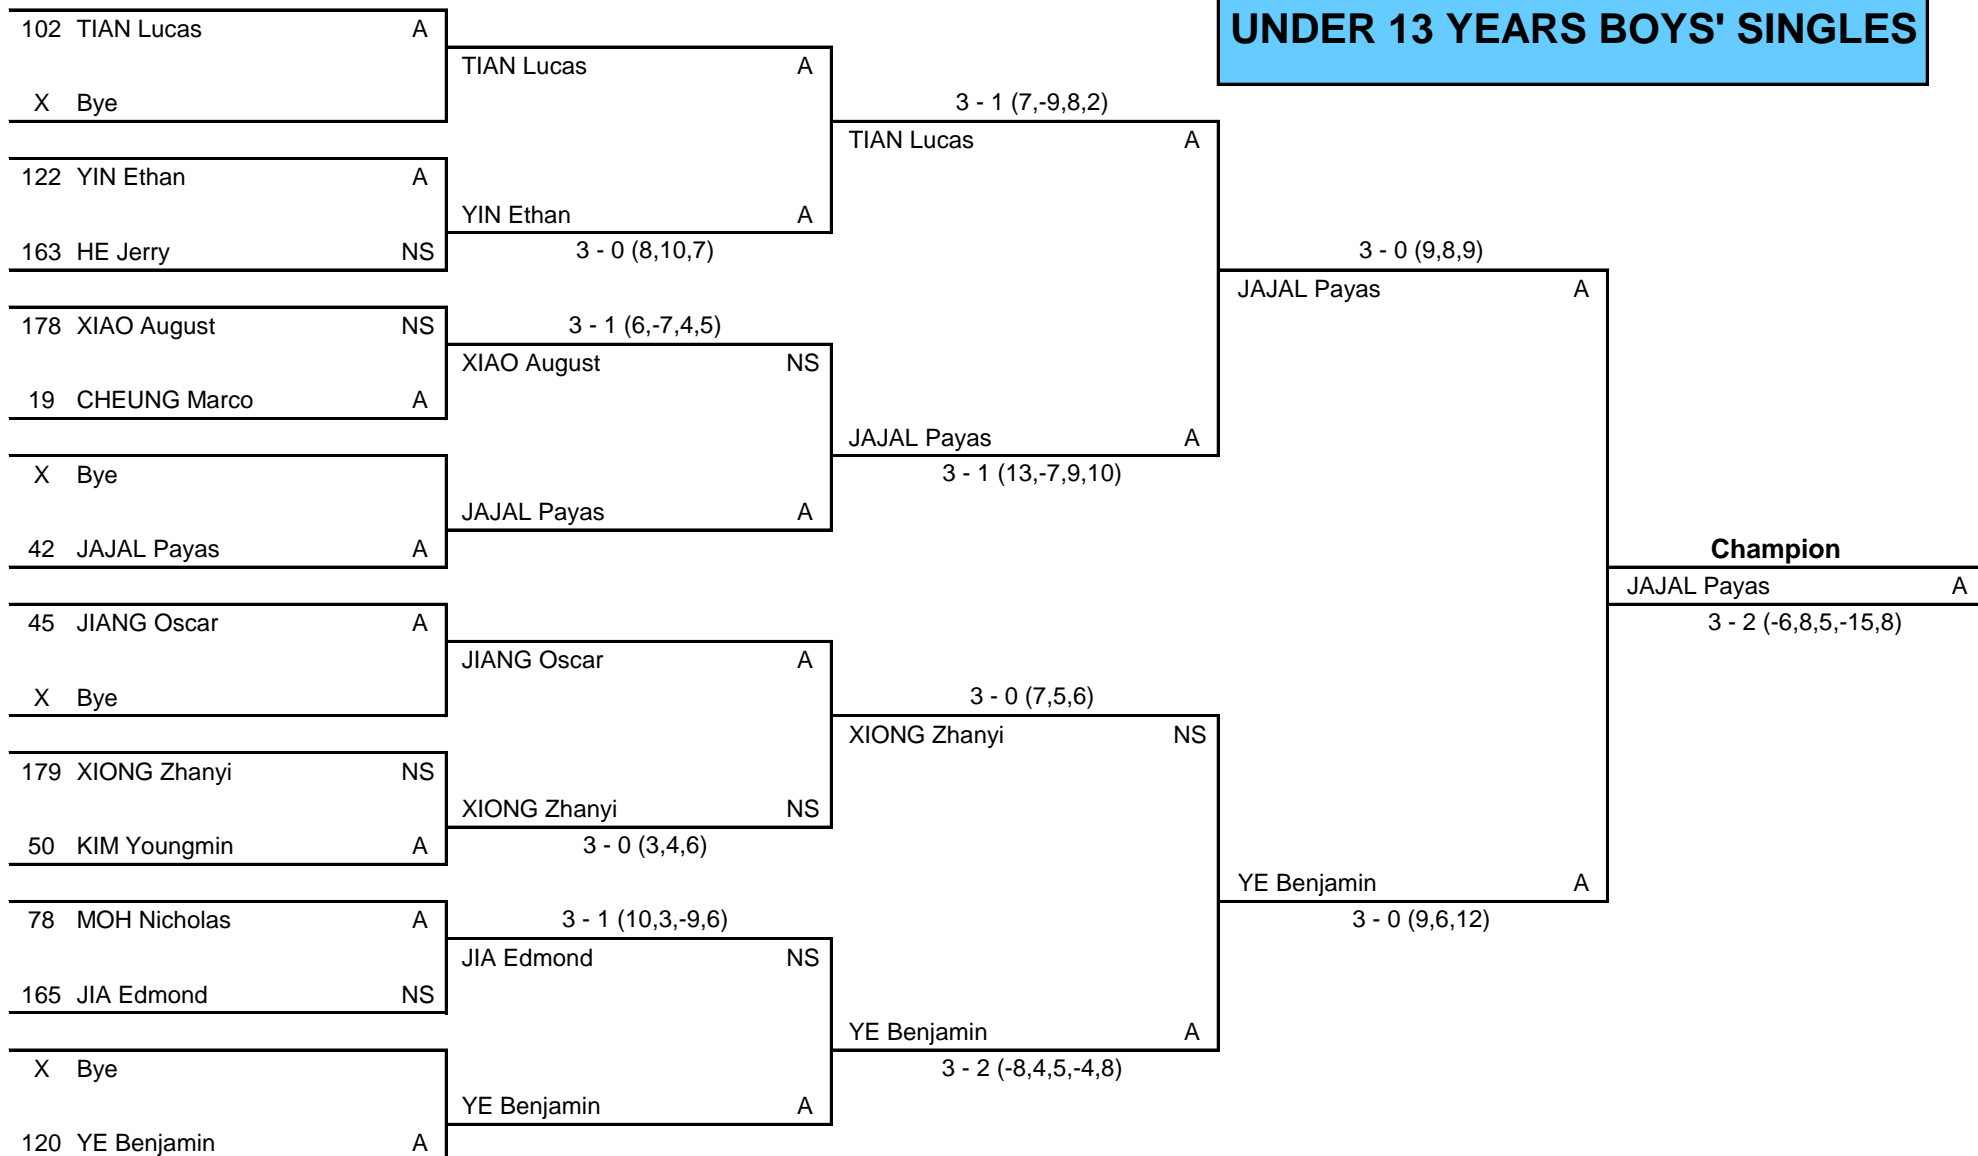 UNDER 13 YEARS BOYS' SINGLES
102 TIAN Lucas A
TIAN Lucas A
X Bye
3 - 1 (7,-9,8,2)
TIAN Lucas A
122 YIN Ethan A
YIN Ethan A
163 HE Jerry NS
3 - 0 (8,10,7)
3 - 0 (9,8,9)
JAJAL Payas A
178 XIAO August NS
3 - 1 (6,-7,4,5)
XIAO August NS
19 CHEUNG Marco A
JAJAL Payas A
X Bye
3 - 1 (13,-7,9,10)
JAJAL Payas A
42 JAJAL Payas A
Champion
JAJAL Payas A
45 JIANG Oscar A
3 - 2 (-6,8,5,-15,8)
JIANG Oscar A
X Bye
3 - 0 (7,5,6)
XIONG Zhanyi NS
179 XIONG Zhanyi NS
XIONG Zhanyi NS
50 KIM Youngmin A
3 - 0 (3,4,6)
YE Benjamin A
78 MOH Nicholas A
3 - 1 (10,3,-9,6)
3 - 0 (9,6,12)
JIA Edmond NS
165 JIA Edmond NS
YE Benjamin A
X Bye
3 - 2 (-8,4,5,-4,8)
YE Benjamin A
120 YE Benjamin A